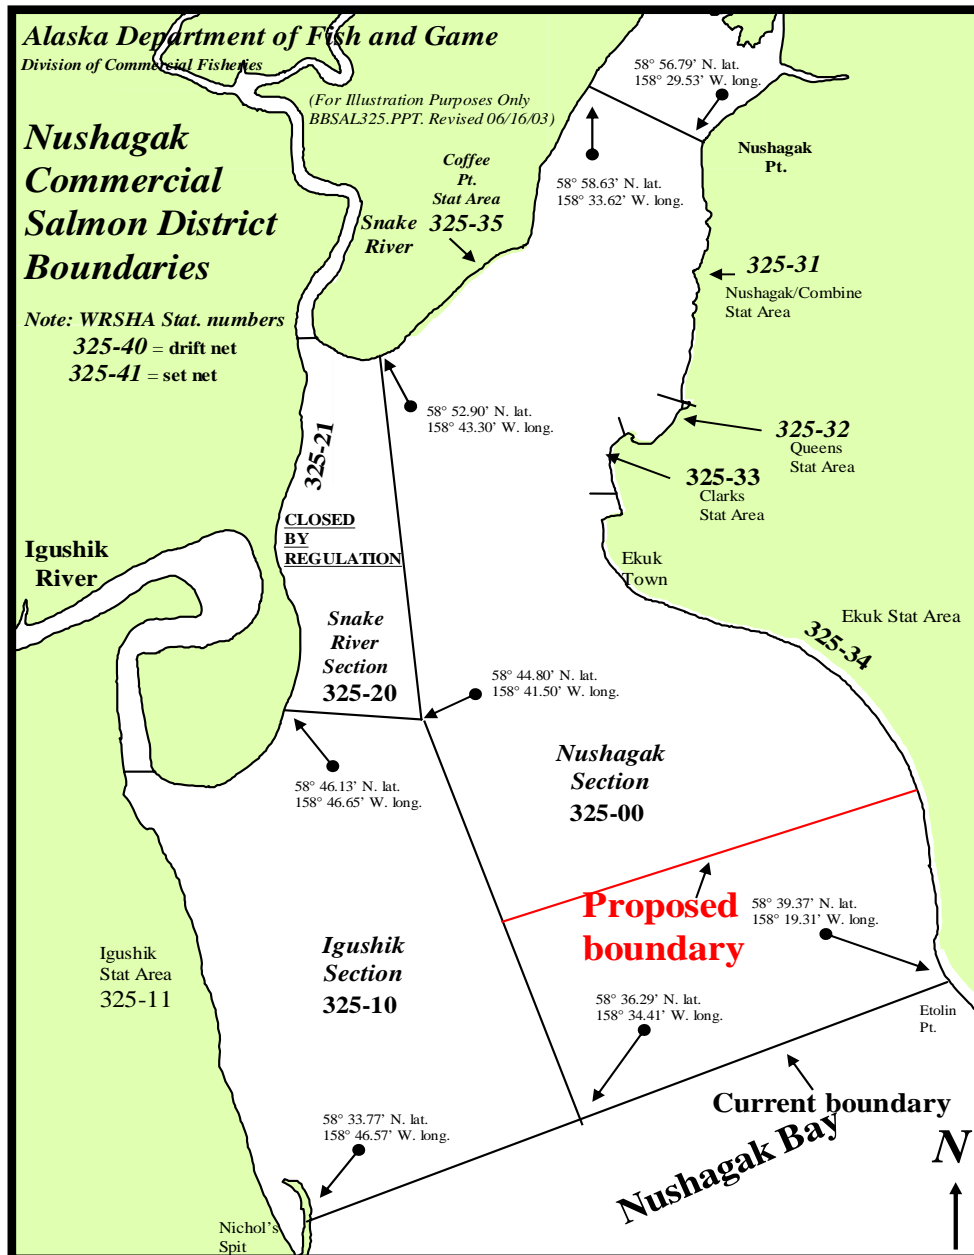 Alaska Department of Fish and Game
Division of Commercial Fisheries
(For Illustration Purposes Only
BBSAL325.PPT. Revised 06/16/03)
Nushagak
Commercial
Salmon District
Boundaries
Note: WRSHA Stat. numbers
325-40 = drift net
325-41 = set net
58° 56.79’ N. lat.
158° 29.53’ W. long.
Nushagak
Pt.
58° 58.63’ N. lat.
158° 33.62’ W. long.
Coffee
Pt.
Stat Area
325-35
Snake
River
325-31
Nushagak/Combine
Stat Area
58° 52.90’ N. lat.
158° 43.30’ W. long.
325-32
Queens
Stat Area
325-33
Clarks
Stat Area
325-21
CLOSED
BY
REGULATION
Igushik
River
Ekuk
Town
Ekuk Stat Area
325-34
Snake
River
Section
325-20
58° 44.80’ N. lat.
158° 41.50’ W. long.
58° 46.13’ N. lat.
158° 46.65’ W. long.
Nushagak
Section
325-00
Proposed
boundary
58° 39.37’ N. lat.
158° 19.31’ W. long.
Igushik
Stat Area
325-11
Igushik
Section
325-10
58° 36.29’ N. lat.
158° 34.41’ W. long.
Etolin
Pt.
Current boundary
Nushagak Bay
58° 33.77’ N. lat.
158° 46.57’ W. long.
Nichol's
Spit
N